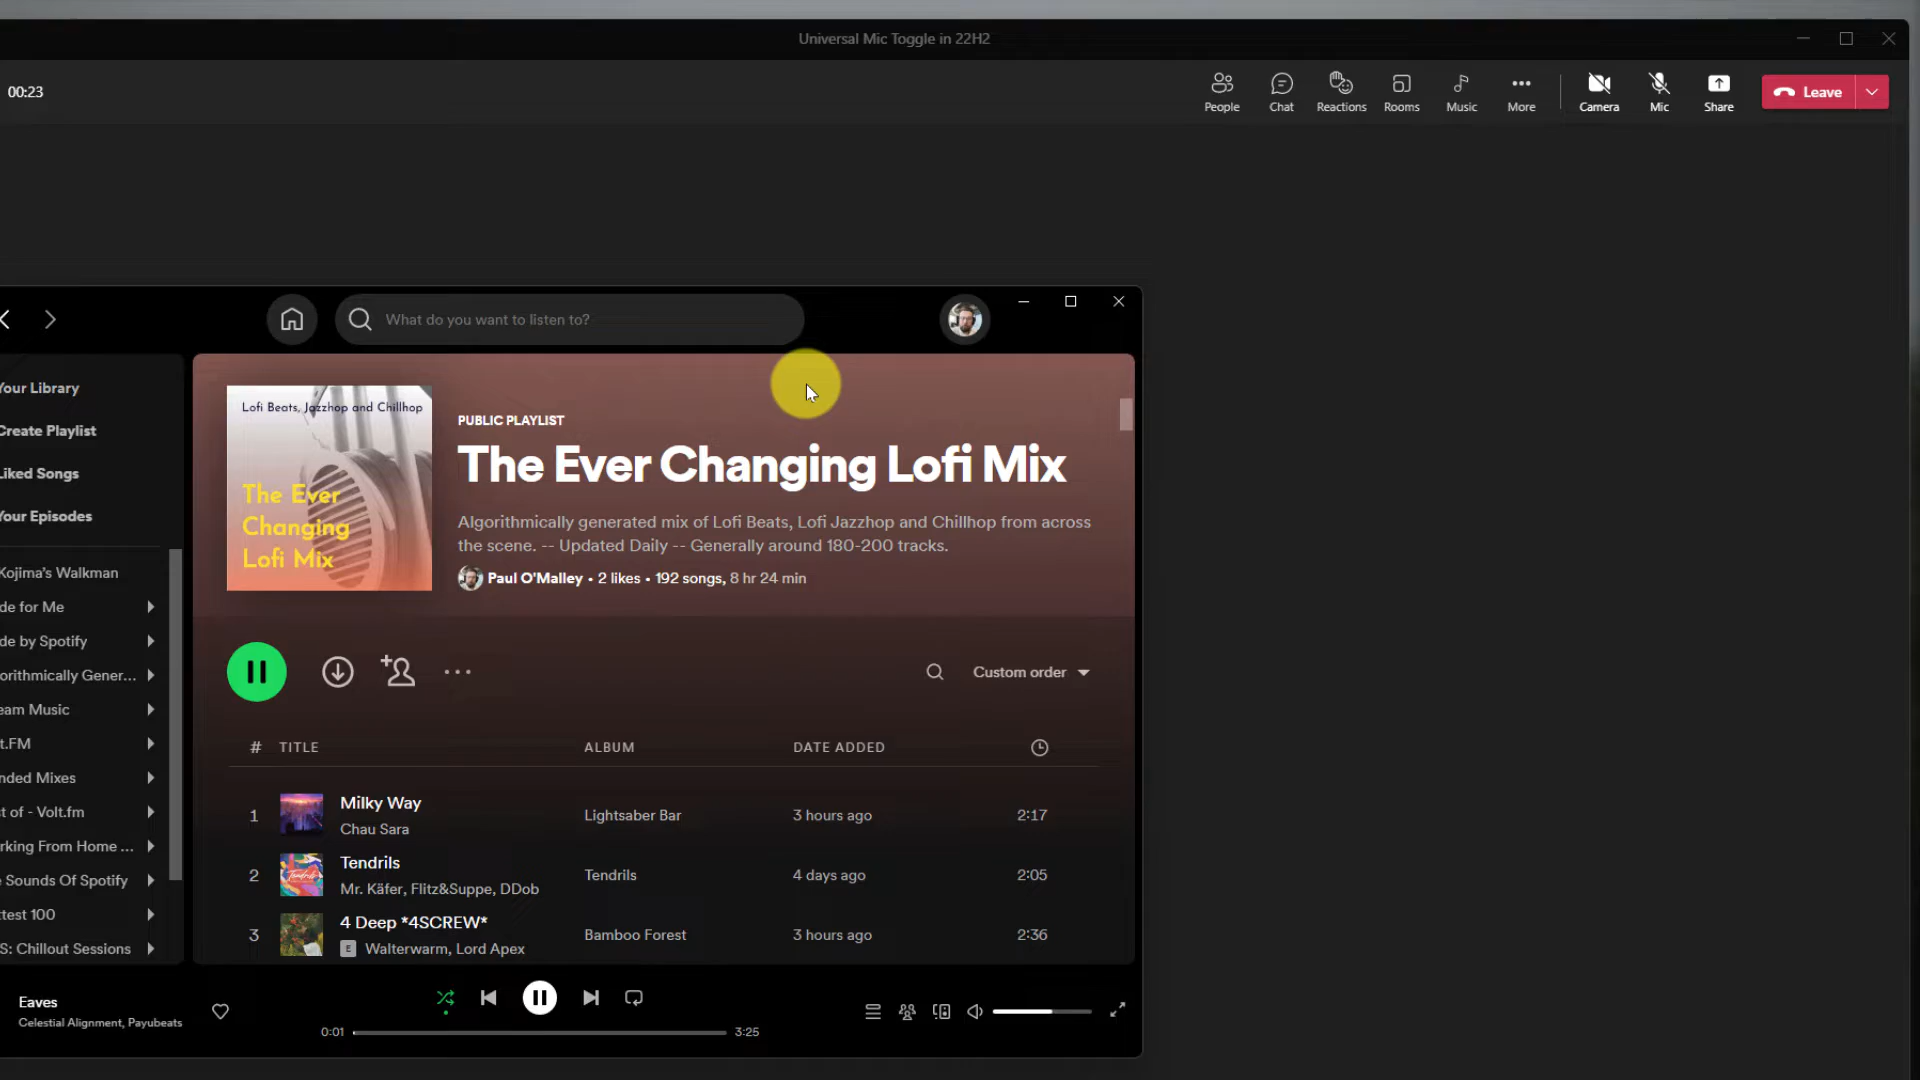 Universal Mic Toggle in 22H2
00:23
People
Chat
Reactions
Rooms
Music
More
Camera
Mic
Share
Leave
What do you want to listen to?
Your Library
Create Playlist
Liked Songs
Your Episodes
Kojima's Walkman
de for Me
de by Spotify
orithmically Gener...
eam Music
t.FM
nded Mixes
t of - Volt.fm
rking From Home ...
e Sounds Of Spotify
ttest 100
S: Chillout Sessions
Lofi Beats, Jazzhop and Chillhop
The Ever
Changing
Lofi Mix
PUBLIC PLAYLIST
The Ever Changing Lofi Mix
Algorithmically generated mix of Lofi Beats, Lofi Jazzhop and Chillhop from across
the scene. -- Updated Daily -- Generally around 180-200 tracks.
Paul O'Malley • 2 likes • 192 songs, 8 hr 24 min
Custom order
# TITLE ALBUM DATE ADDED
1 Milky Way Lightsaber Bar 3 hours ago 2:17
Chau Sara
2 Tendrils Tendrils 4 days ago 2:05
Mr. Käfer, Flitz&Suppe, DDob
3 4 Deep *4SCREW* Bamboo Forest 3 hours ago 2:36
E Walterwarm, Lord Apex
Eaves
Celestial Alignment, Payubeats
0:01
3:25